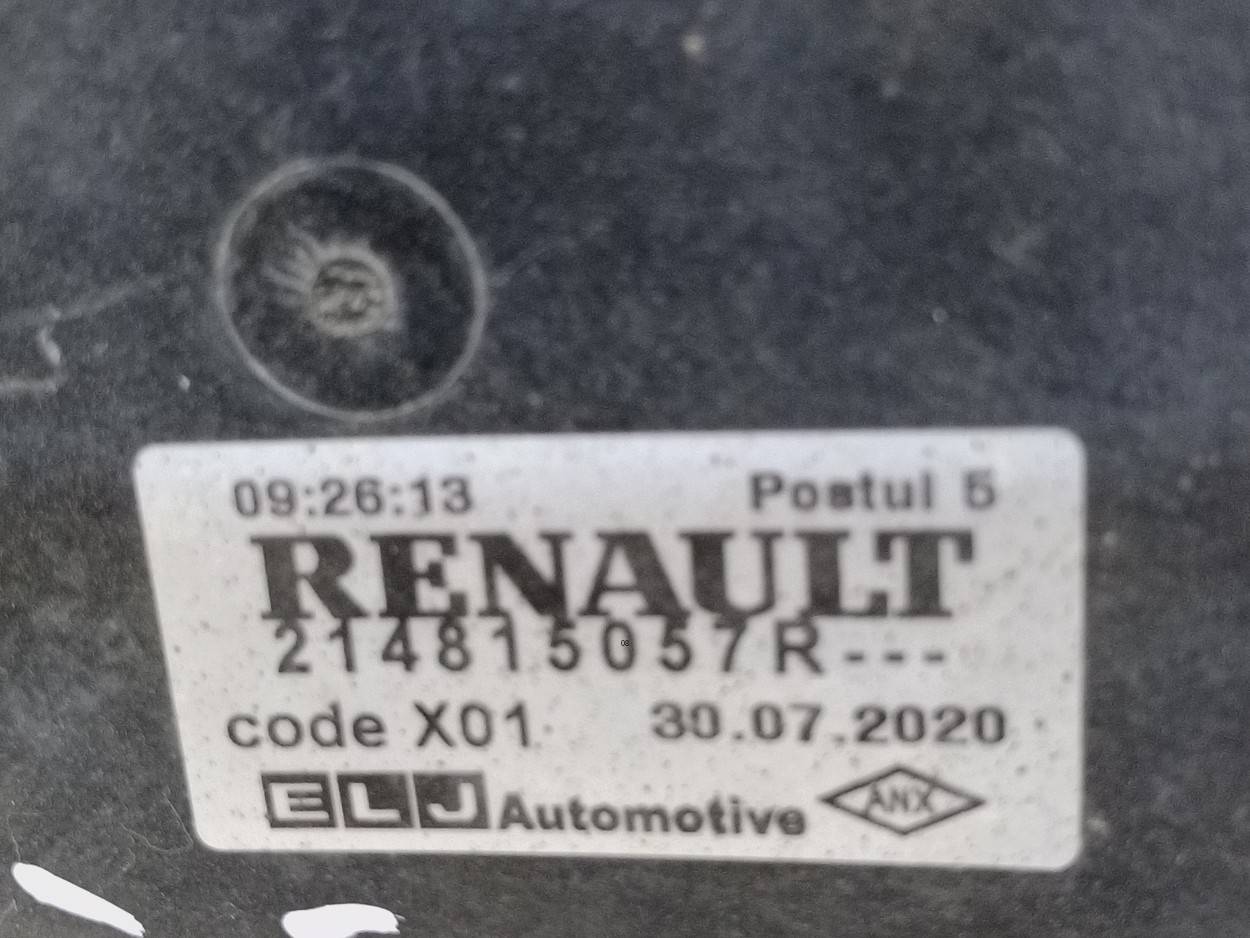 09:26:13 Postul 5
RENAULT
214815057R---
code X01 30.07.2020
ELJ Automotive ANX